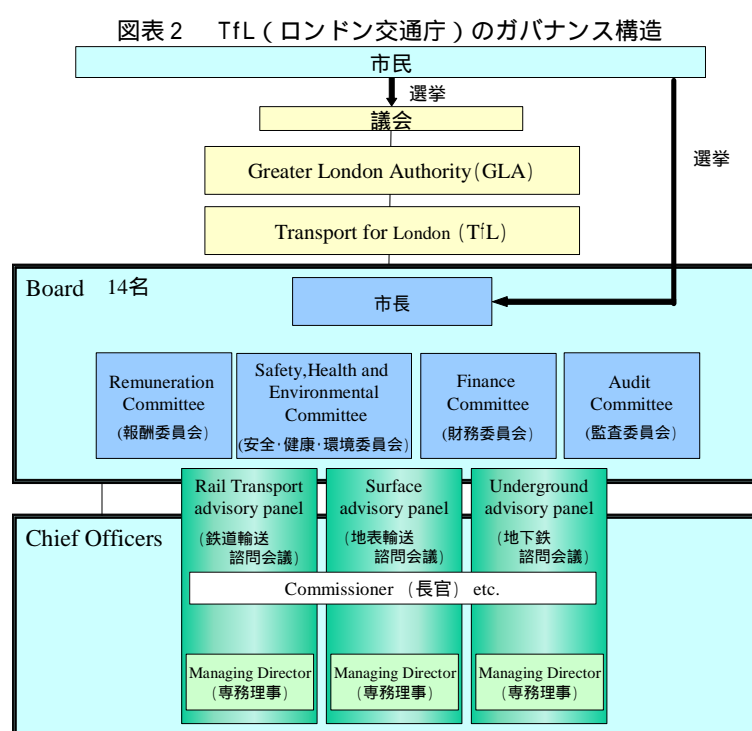 図表２　TfL（ロンドン交通庁）のガバナンス構造
市民
選挙
議会
選挙
Greater London Authority(GLA)
Transport for London (TfL)
Board 14名
市長
Remuneration
Committee
(報酬委員会)
Safety,Health and
Environmental
Committee
(安全・健康・環境委員会)
Finance
Committee
(財務委員会)
Audit
Committee
(監査委員会)
Rail Transport
advisory panel
(鉄道輸送
諮問会議)
Surface
advisory panel
(地表輸送
諮問会議)
Underground
advisory panel
(地下鉄
諮問会議)
Chief Officers
Commissioner (長官) etc.
Managing Director
(専務理事)
Managing Director
(専務理事)
Managing Director
(専務理事)